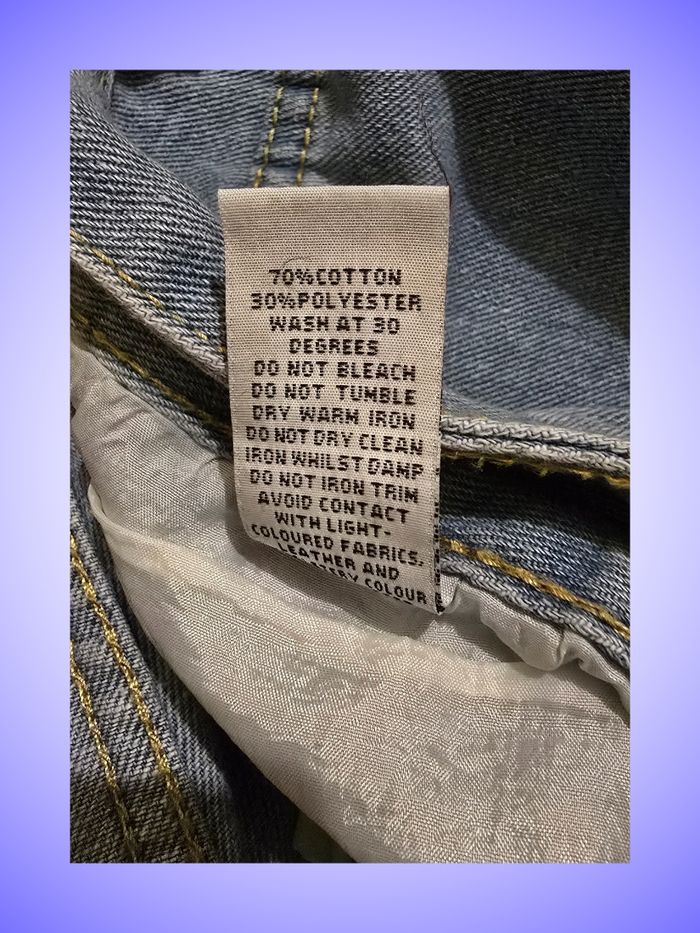 70%COTTON
30%POLYESTER
WASH AT 30
DEGREES
DO NOT BLEACH
DO NOT TUMBLE
DRY WARM IRON
DO NOT DRY CLEAN
IRON WHILST DAMP
DO NOT IRON TRIM
AVOID CONTACT
WITH LIGHT-
COLOURED FABRICS,
LEATHER AND
COLOUR